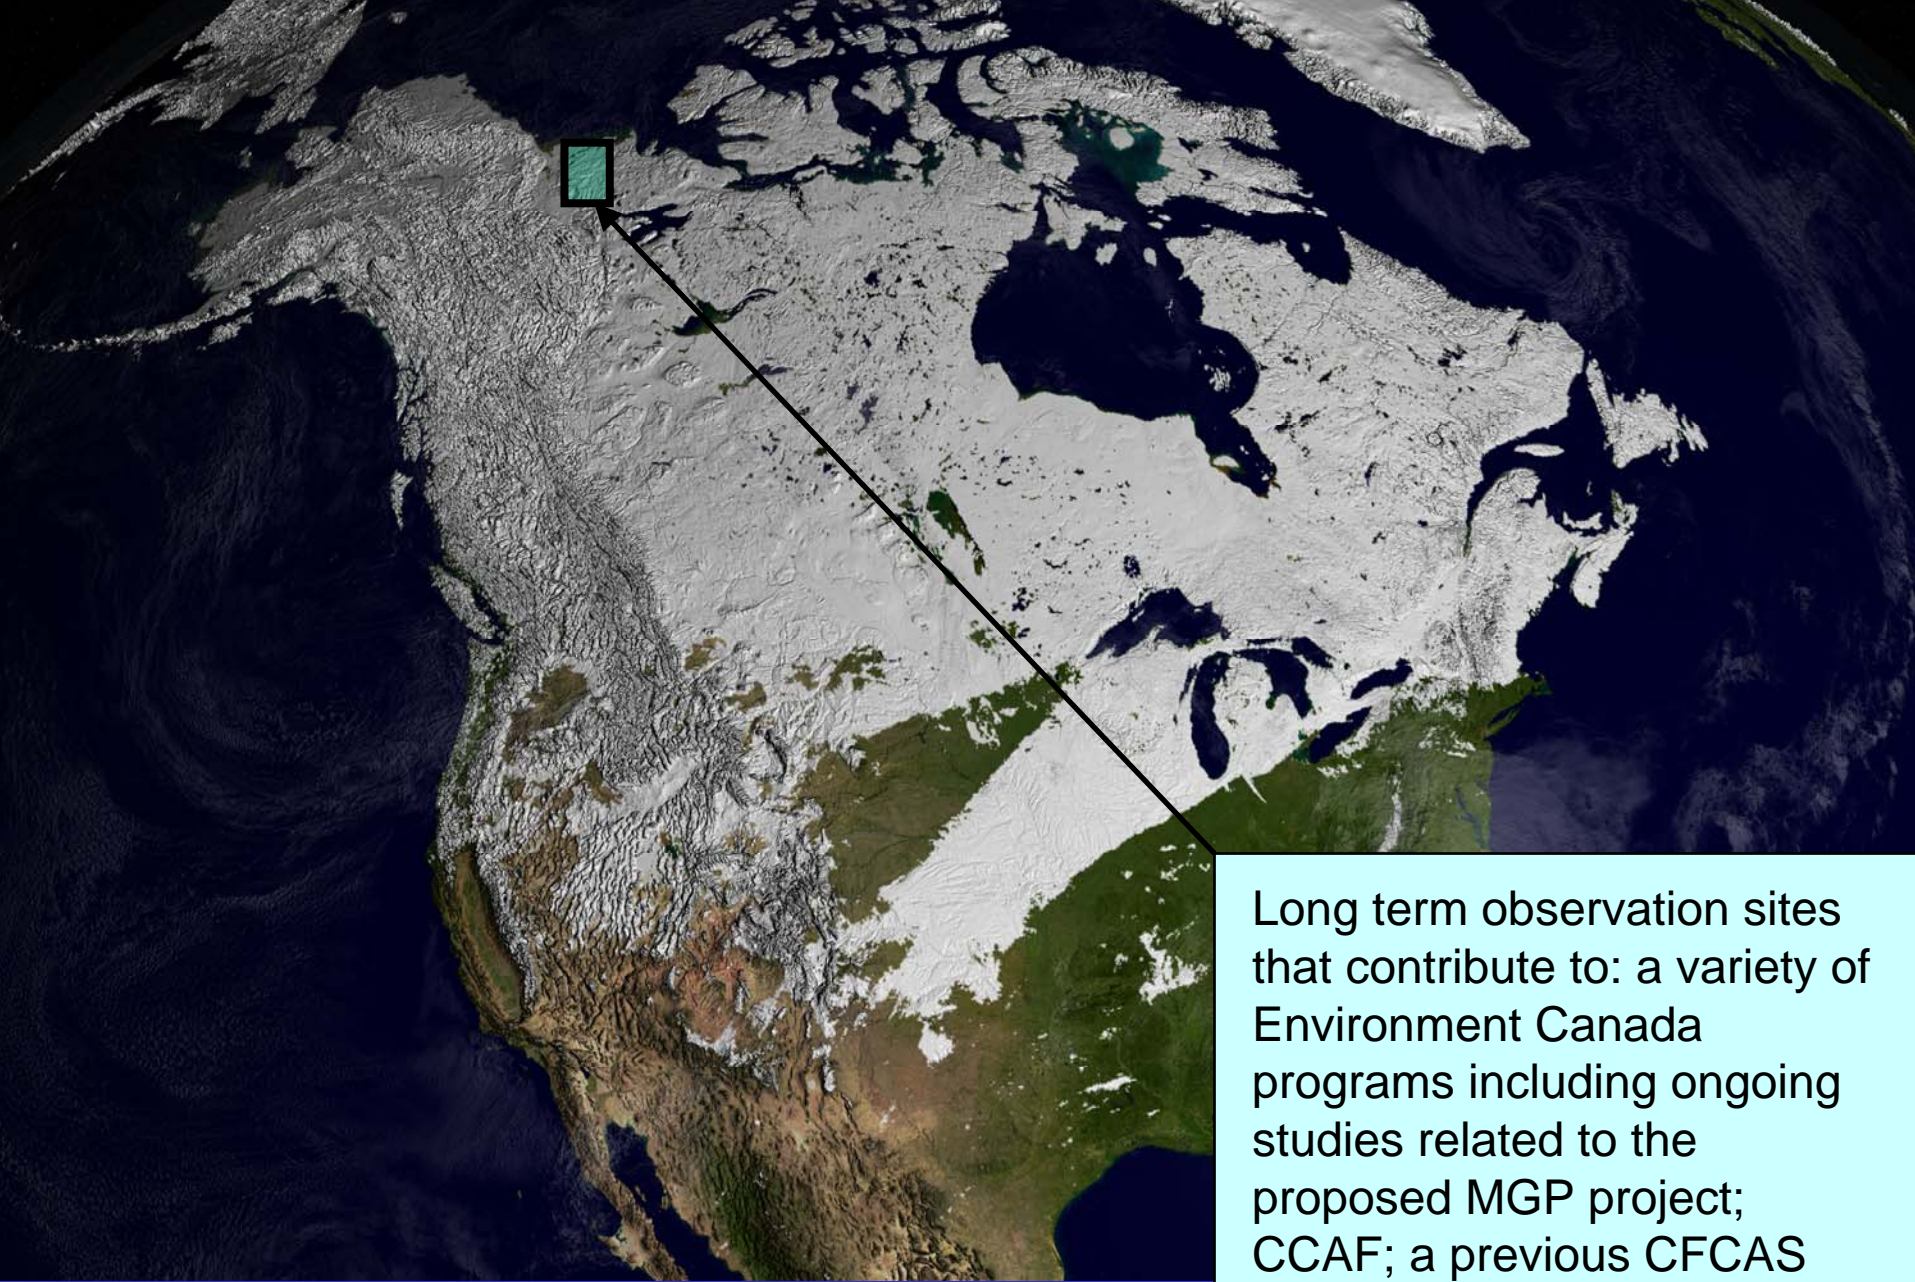 Long term observation sites
that contribute to: a variety of
Environment Canada
programs including ongoing
studies related to the
proposed MGP project;
CCAF; a previous CFCAS